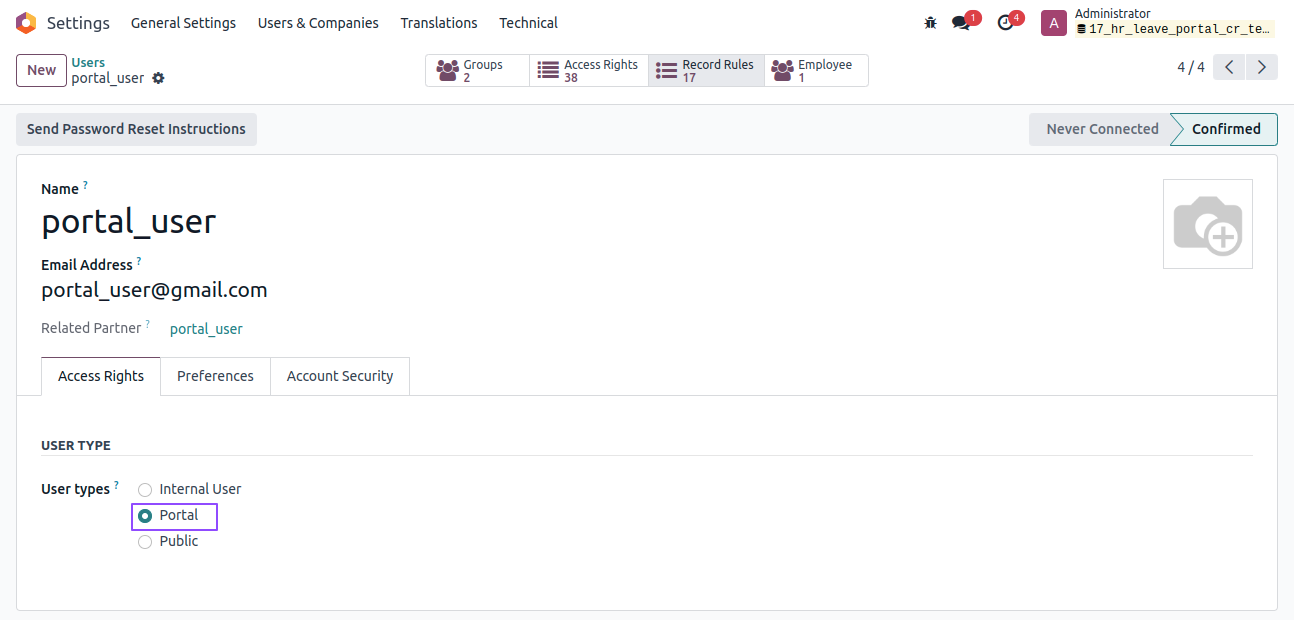 Settings General Settings Users & Companies Translations Technical 1 4 A Administrator
17_hr_leave_portal_cr_te...
New Users
portal_user
Groups 2 Access Rights 38 Record Rules 17 Employee 1 4 / 4
Send Password Reset Instructions Never Connected Confirmed
Name ?
portal_user
Email Address ?
portal_user@gmail.com
Related Partner ? portal_user
Access Rights Preferences Account Security
USER TYPE
User types ? Internal User
Portal
Public